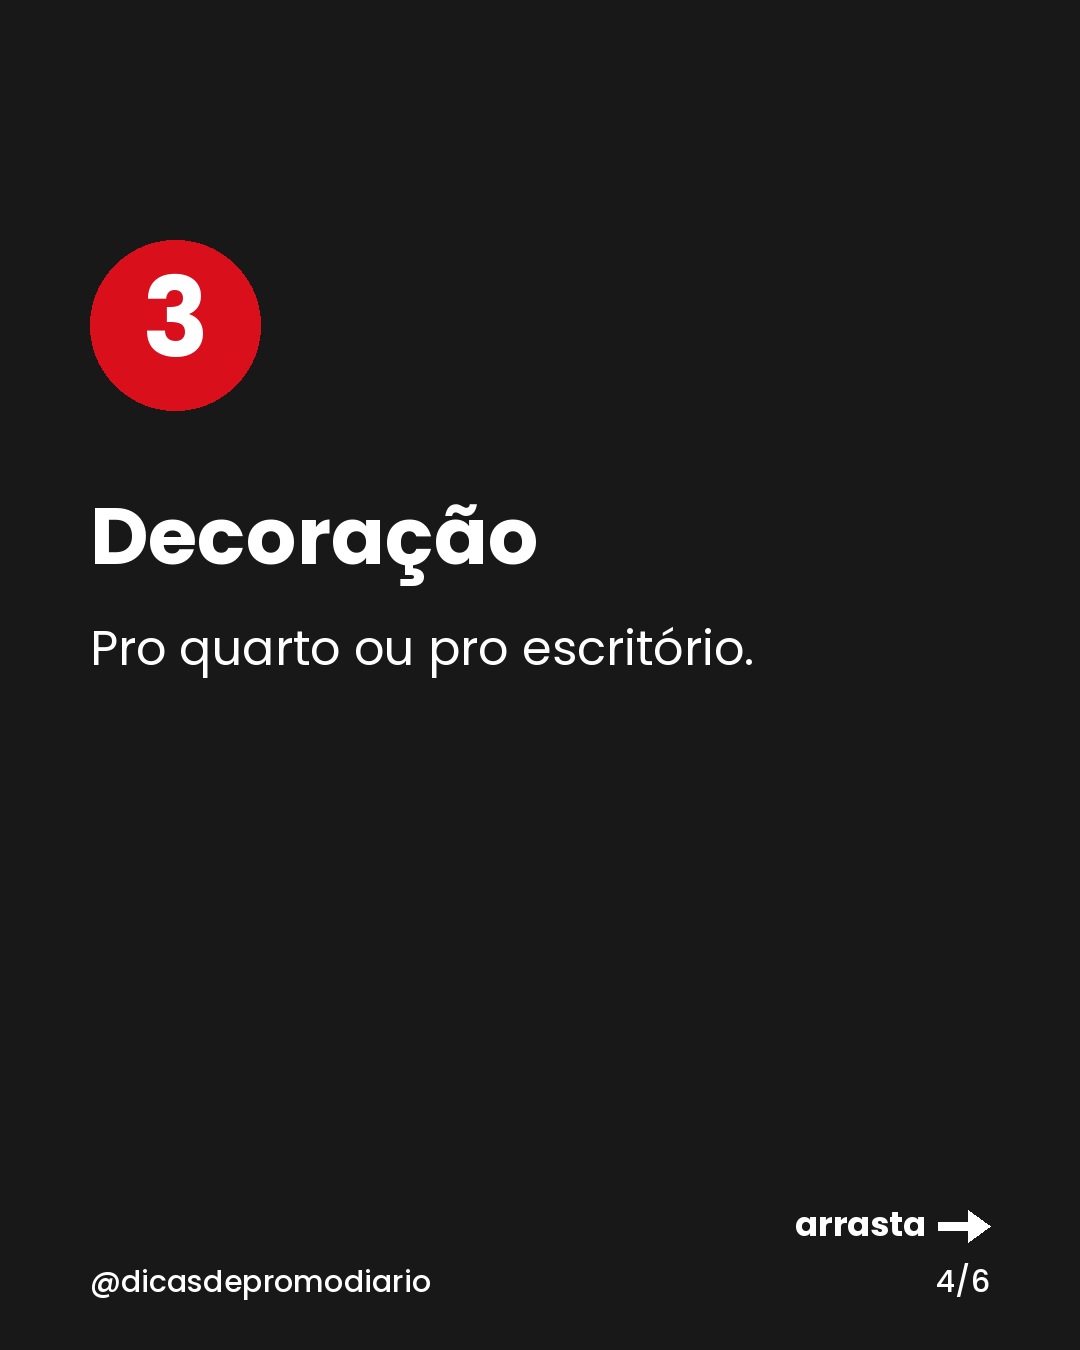 3
Decoração
Pro quarto ou pro escritório.
arrasta
@dicasdepromodiario
4/6